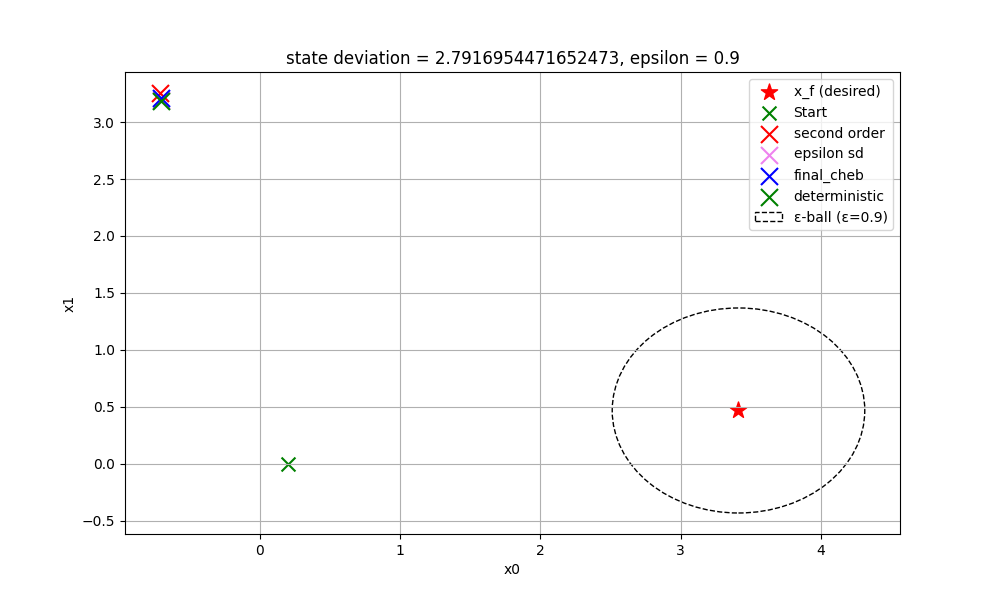 state deviation = 2.7916954471652473, epsilon = 0.9
x_f (desired)
Start
second order
epsilon sd
final_cheb
deterministic
ε-ball (ε=0.9)
3.0
2.5
2.0
1.5
1.0
0.5
0.0
−0.5
x1
0 1 2 3 4
x0